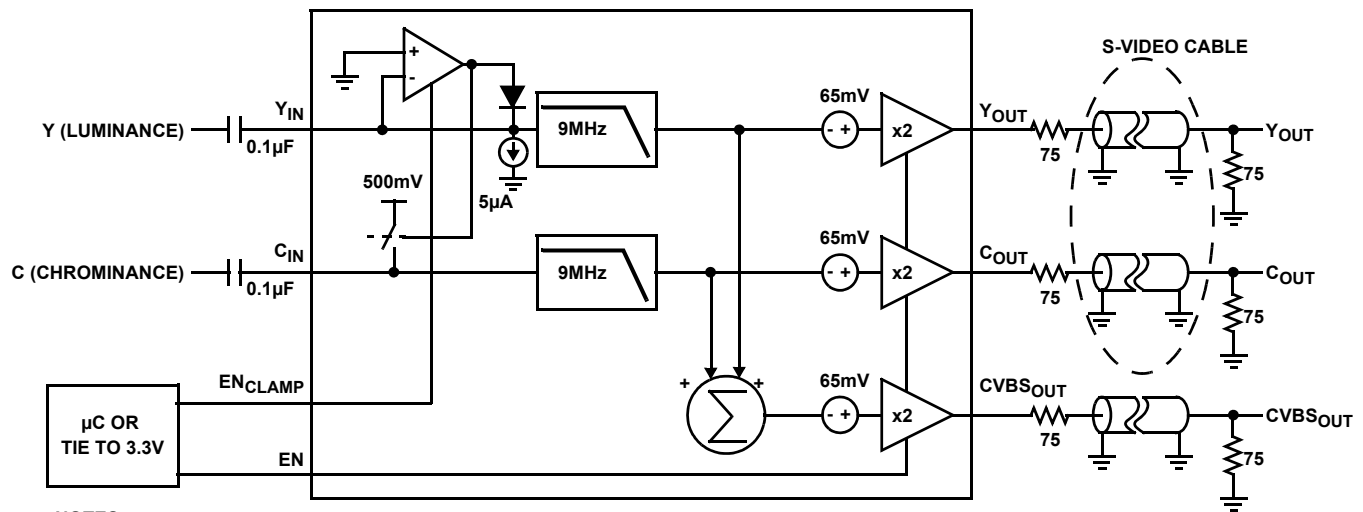 S-VIDEO CABLE
+
-
Y (LUMINANCE)
0.1µF
YIN
9MHz
65mV
- +
x2
YOUT
75
YOUT
75
500mV
5µA
C (CHROMINANCE)
0.1µF
CIN
9MHz
65mV
- +
x2
COUT
75
COUT
75
+
+
Σ
65mV
- +
x2
CVBSOUT
75
CVBSOUT
75
µC OR
TIE TO 3.3V
ENCLAMP
EN